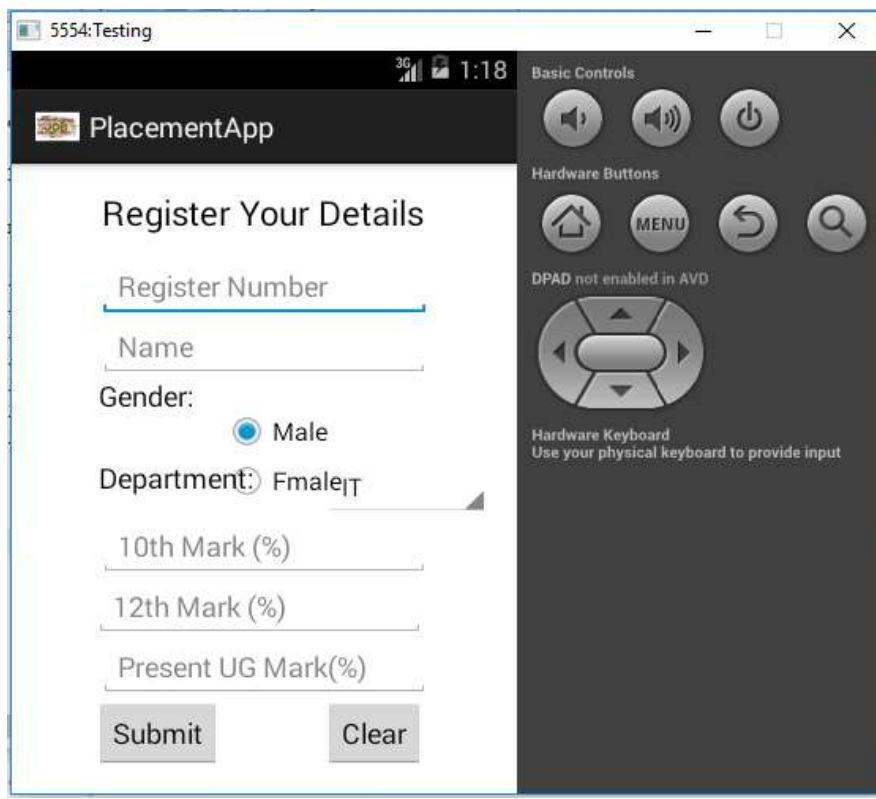 5554:Testing
3G 1:18
PlacementApp
Register Your Details
Register Number
Name
Gender:
Male
Department: Fmale IT
10th Mark (%)
12th Mark (%)
Present UG Mark(%)
Submit Clear
Basic Controls
Hardware Buttons
MENU
DPAD not enabled in AVD
Hardware Keyboard
Use your physical keyboard to provide input